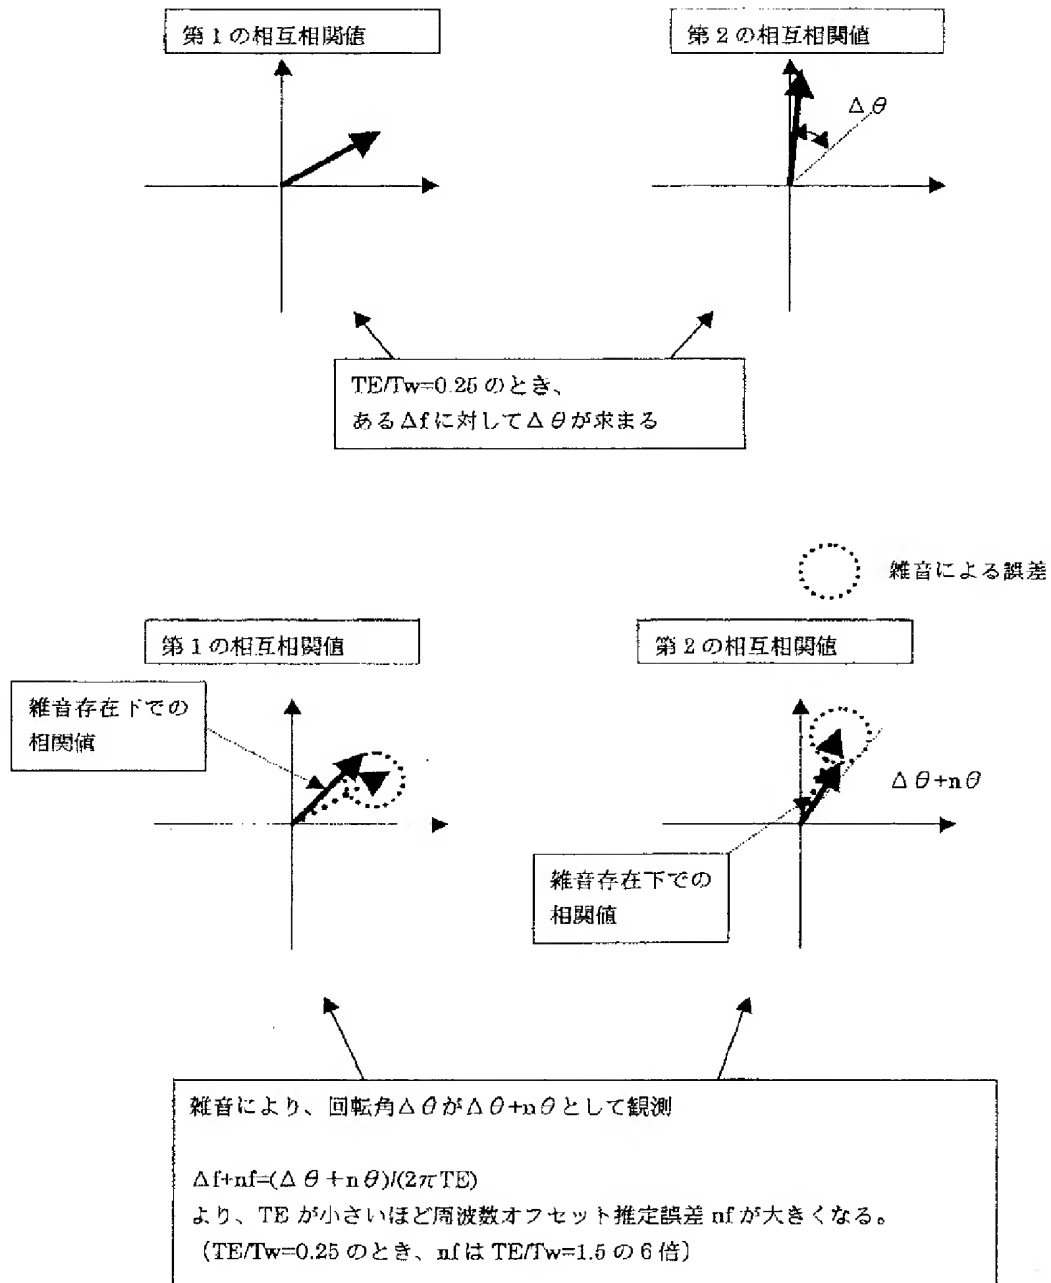 第1の相互相関値
第2の相互相関値
Δθ
TE/Tw=0.25のとき、
あるΔfに対してΔθが求まる
雑音による誤差
第1の相互相関値
第2の相互相関値
雑音存在下での
相関値
Δθ+nθ
雑音存在下での
相関値
雑音により、回転角ΔθがΔθ+nθとして観測
Δf+nf=(Δθ+nθ)/(2πTE)
より、TEが小さいほど周波数オフセット推定誤差nfが大きくなる。
(TE/Tw=0.25のとき、nfはTE/Tw=1.5の6倍)